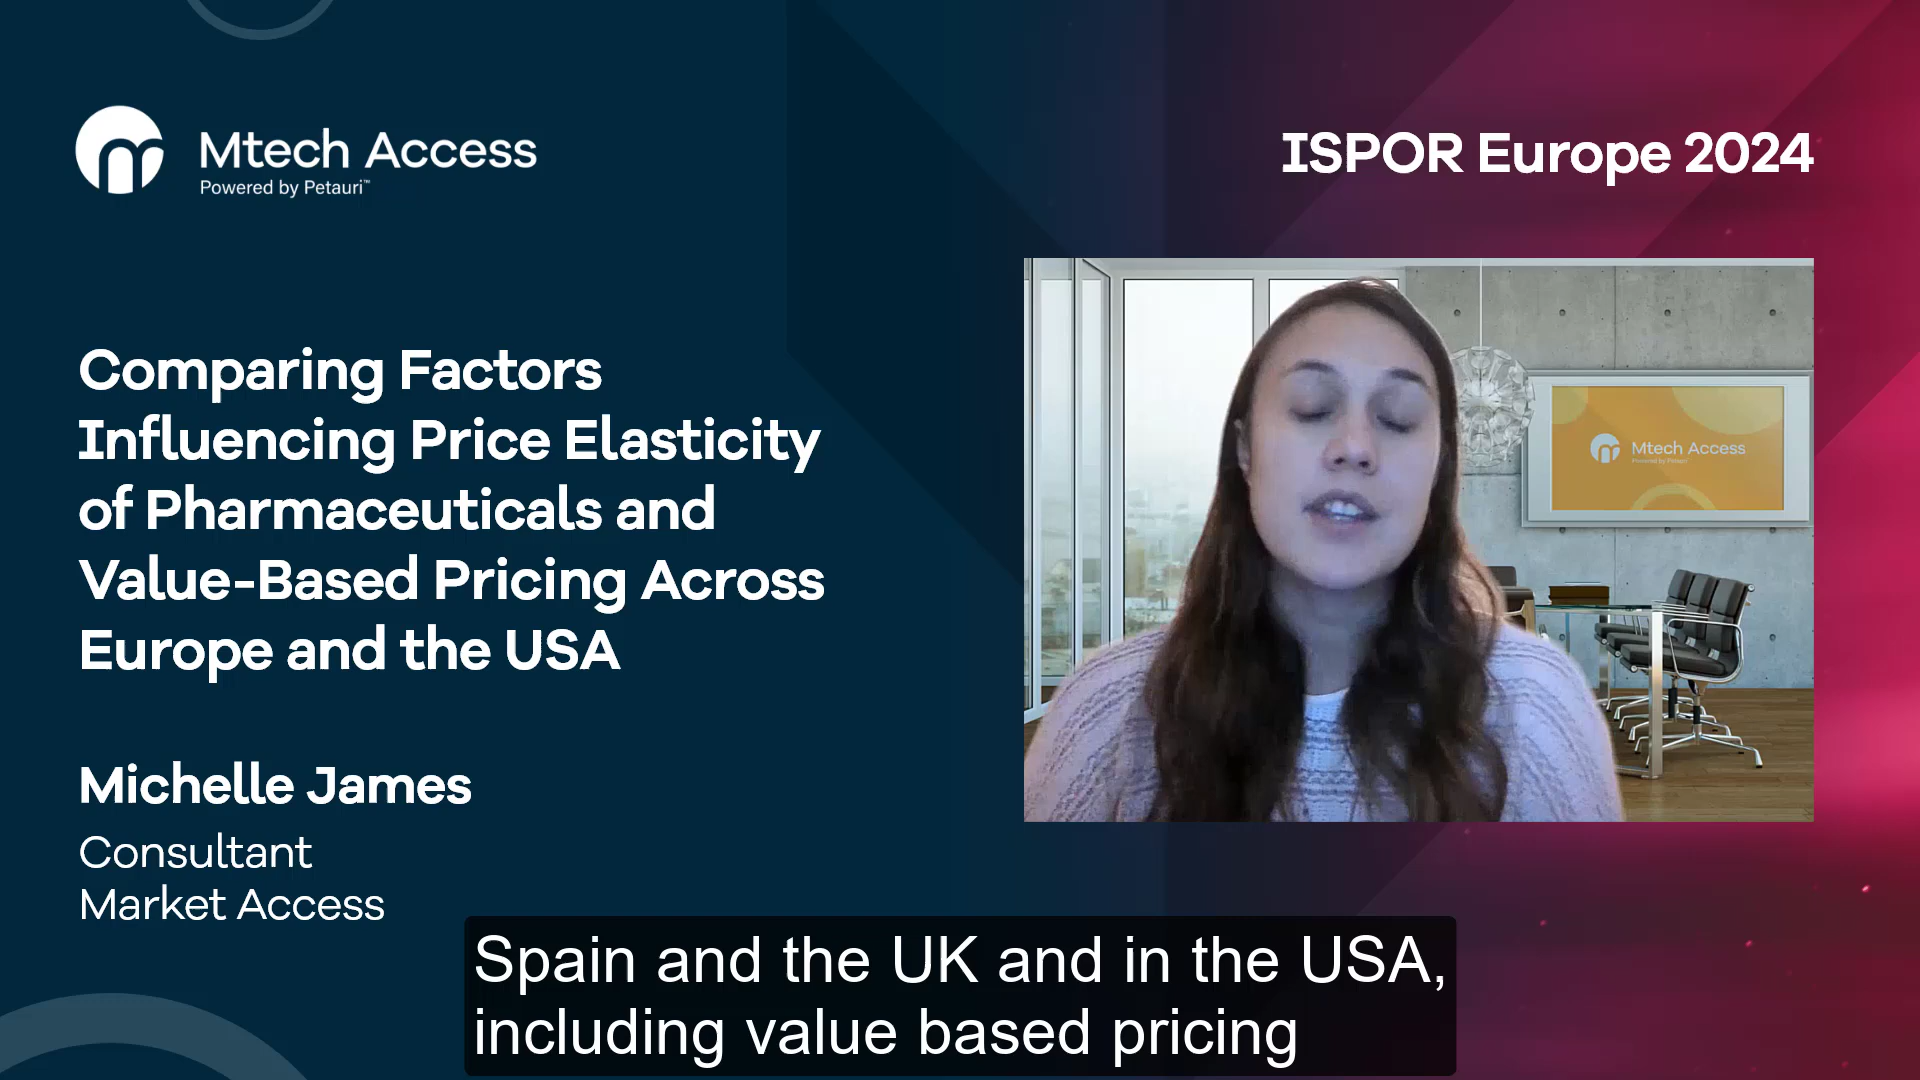 Mtech Access
Powered by Petauri™
ISPOR Europe 2024
Comparing Factors
Influencing Price Elasticity
of Pharmaceuticals and
Value-Based Pricing Across
Europe and the USA
Mtech Access
Michelle James
Consultant
Market Access
Spain and the UK and in the USA,
including value based pricing